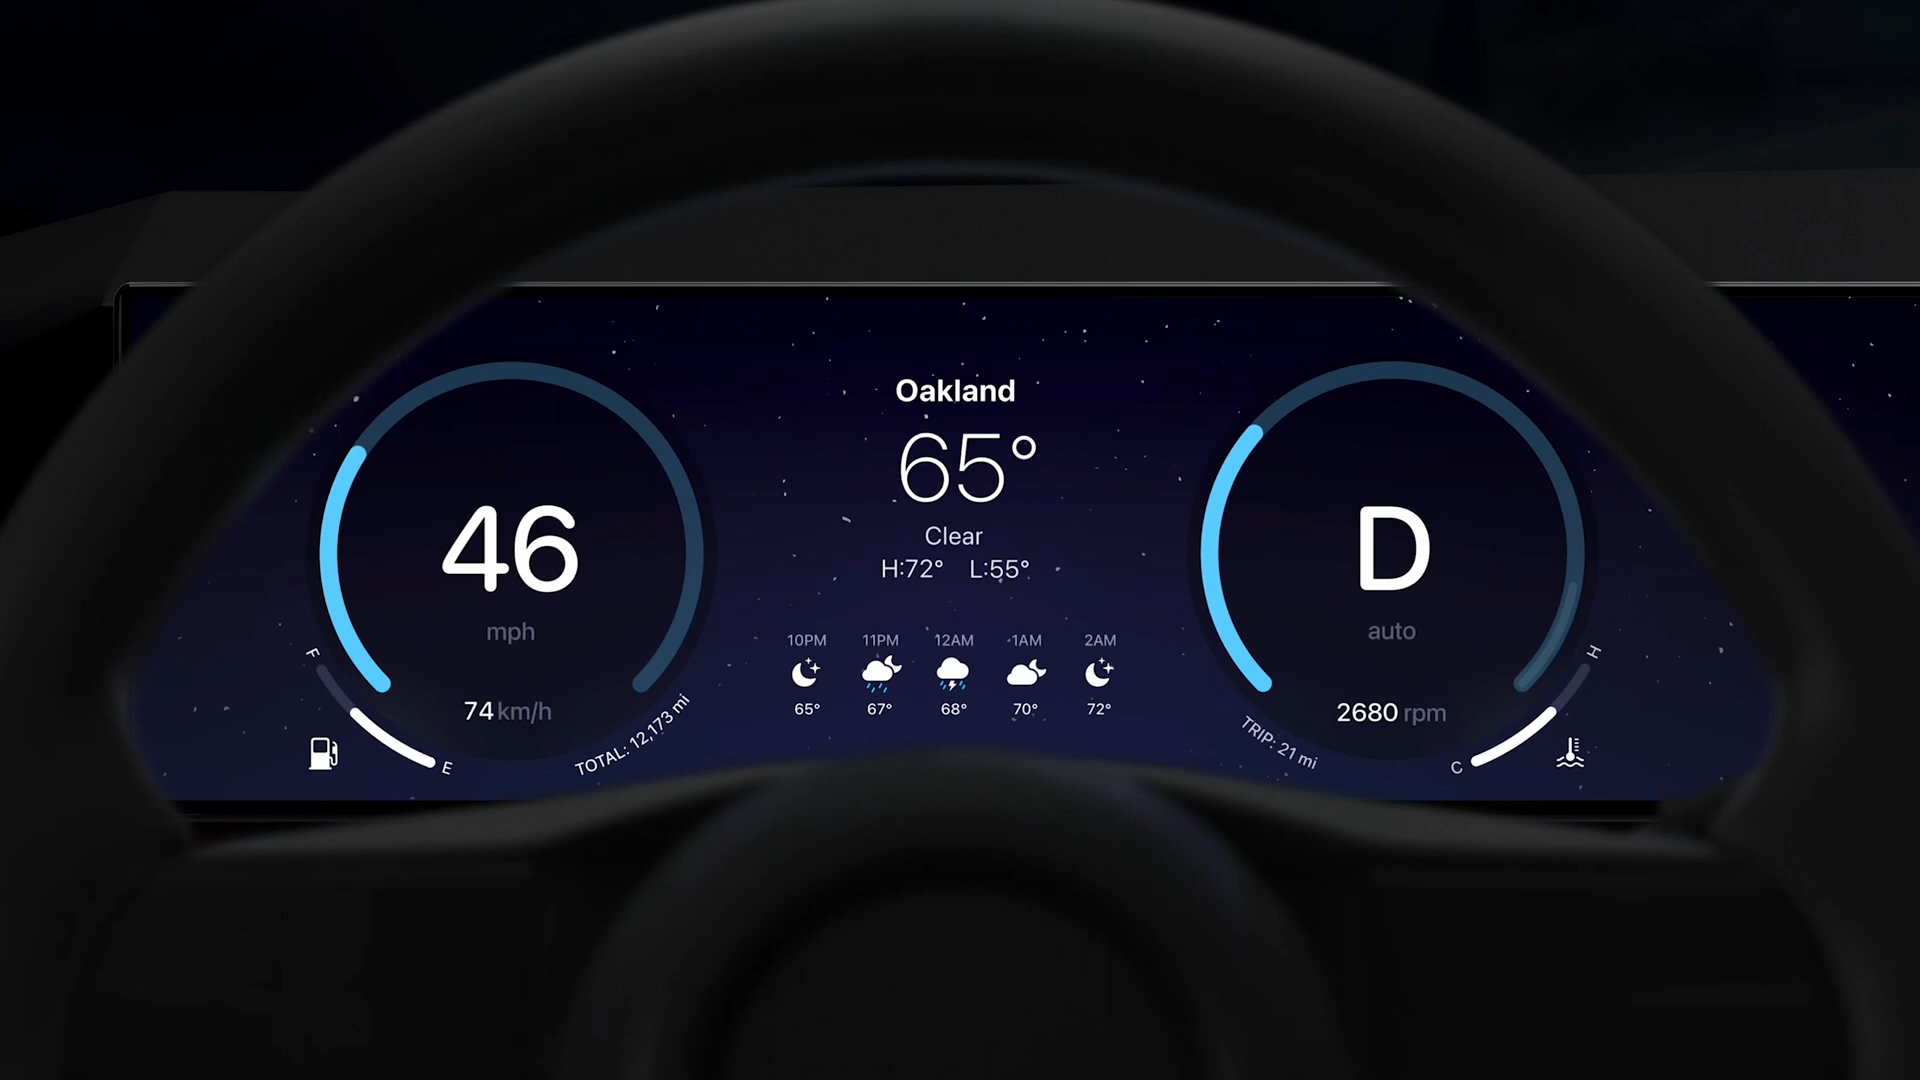 46
mph
74 km/h
F
E
TOTAL: 12,173 mi
Oakland
65°
Clear
H:72° L:55°
10PM 11PM 12AM 1AM 2AM
65° 67° 68° 70° 72°
D
auto
2680 rpm
TRIP: 21 mi
C
H